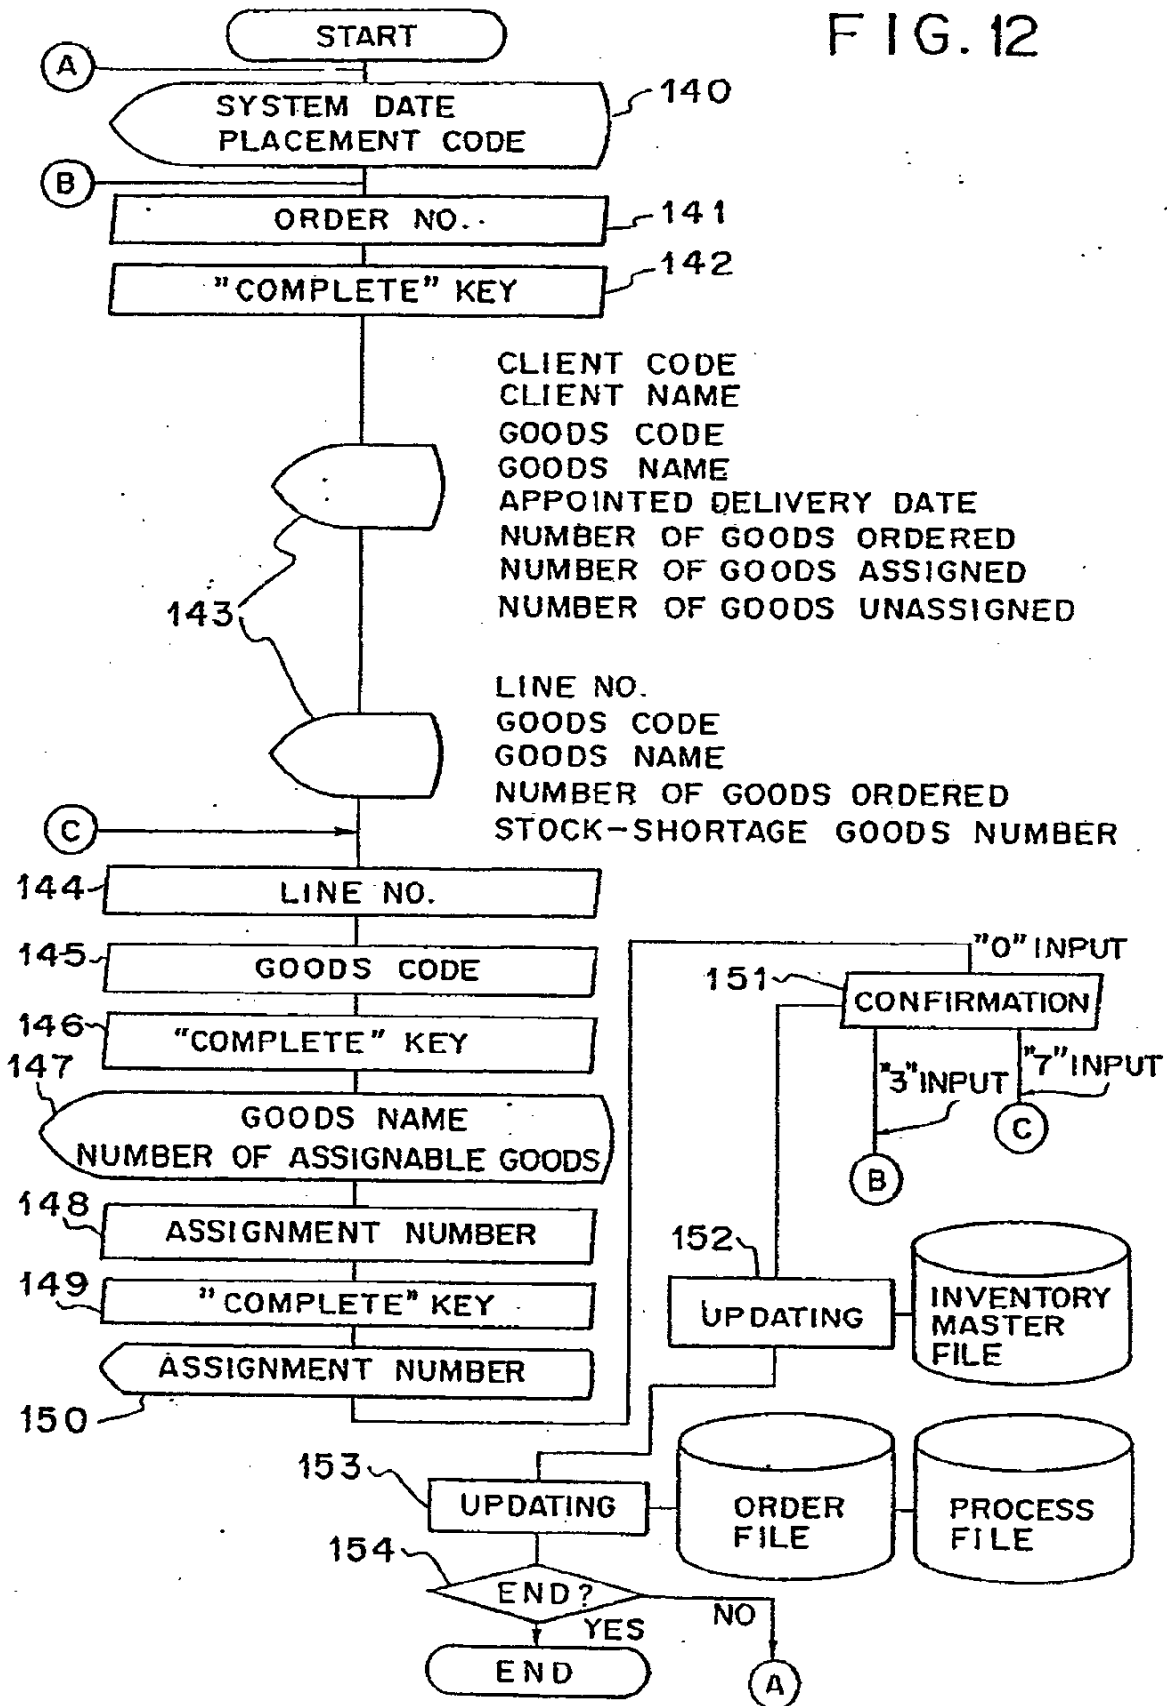 FIG. 12
START
A
SYSTEM DATE
PLACEMENT CODE
140
B
ORDER NO.
141
"COMPLETE" KEY
142
CLIENT CODE
CLIENT NAME
GOODS CODE
GOODS NAME
APPOINTED DELIVERY DATE
NUMBER OF GOODS ORDERED
NUMBER OF GOODS ASSIGNED
NUMBER OF GOODS UNASSIGNED
143
LINE NO.
GOODS CODE
GOODS NAME
NUMBER OF GOODS ORDERED
STOCK-SHORTAGE GOODS NUMBER
C
144
LINE NO.
145
GOODS CODE
146
"COMPLETE" KEY
147
GOODS NAME
NUMBER OF ASSIGNABLE GOODS
148
ASSIGNMENT NUMBER
149
"COMPLETE" KEY
ASSIGNMENT NUMBER
150
"0" INPUT
151
CONFIRMATION
"3" INPUT
"7" INPUT
C
B
152
UPDATING
INVENTORY
MASTER
FILE
153
UPDATING
ORDER
FILE
PROCESS
FILE
154
END?
YES
NO
END
A